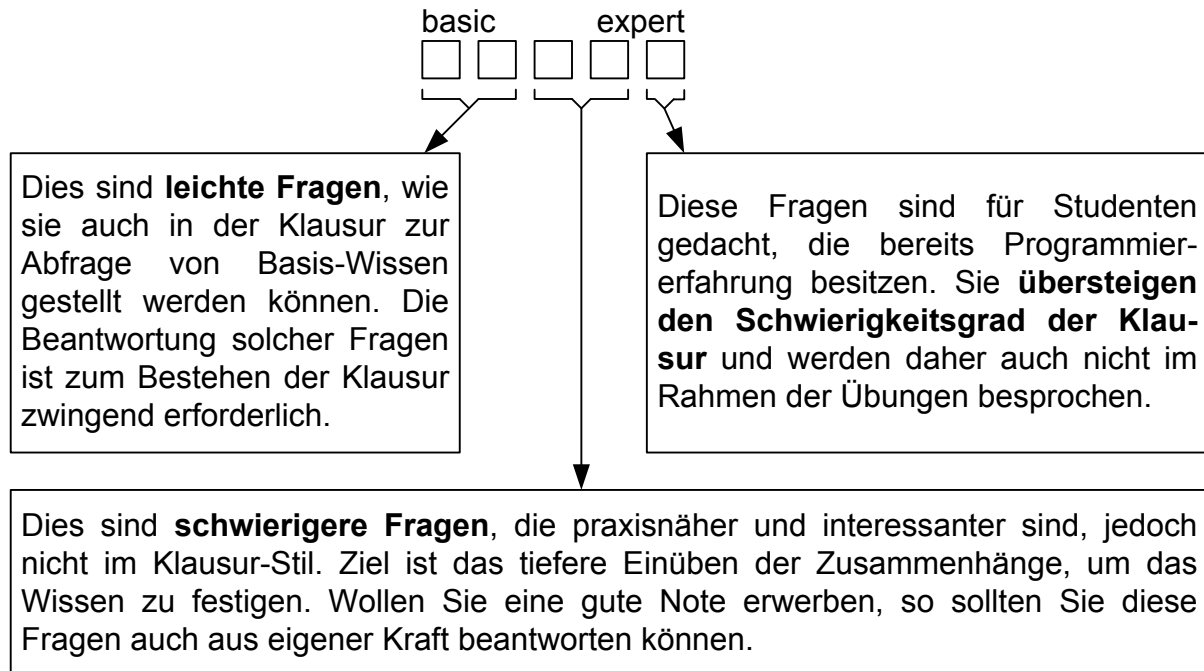 basic expert
Dies sind leichte Fragen, wie
sie auch in der Klausur zur
Abfrage von Basis-Wissen
gestellt werden können. Die
Beantwortung solcher Fragen
ist zum Bestehen der Klausur
zwingend erforderlich.
Diese Fragen sind für Studenten
gedacht, die bereits Programmier-
erfahrung besitzen. Sie übersteigen
den Schwierigkeitsgrad der Klau-
sur und werden daher auch nicht im
Rahmen der Übungen besprochen.
Dies sind schwierigere Fragen, die praxisnäher und interessanter sind, jedoch
nicht im Klausur-Stil. Ziel ist das tiefere Einüben der Zusammenhänge, um das
Wissen zu festigen. Wollen Sie eine gute Note erwerben, so sollten Sie diese
Fragen auch aus eigener Kraft beantworten können.